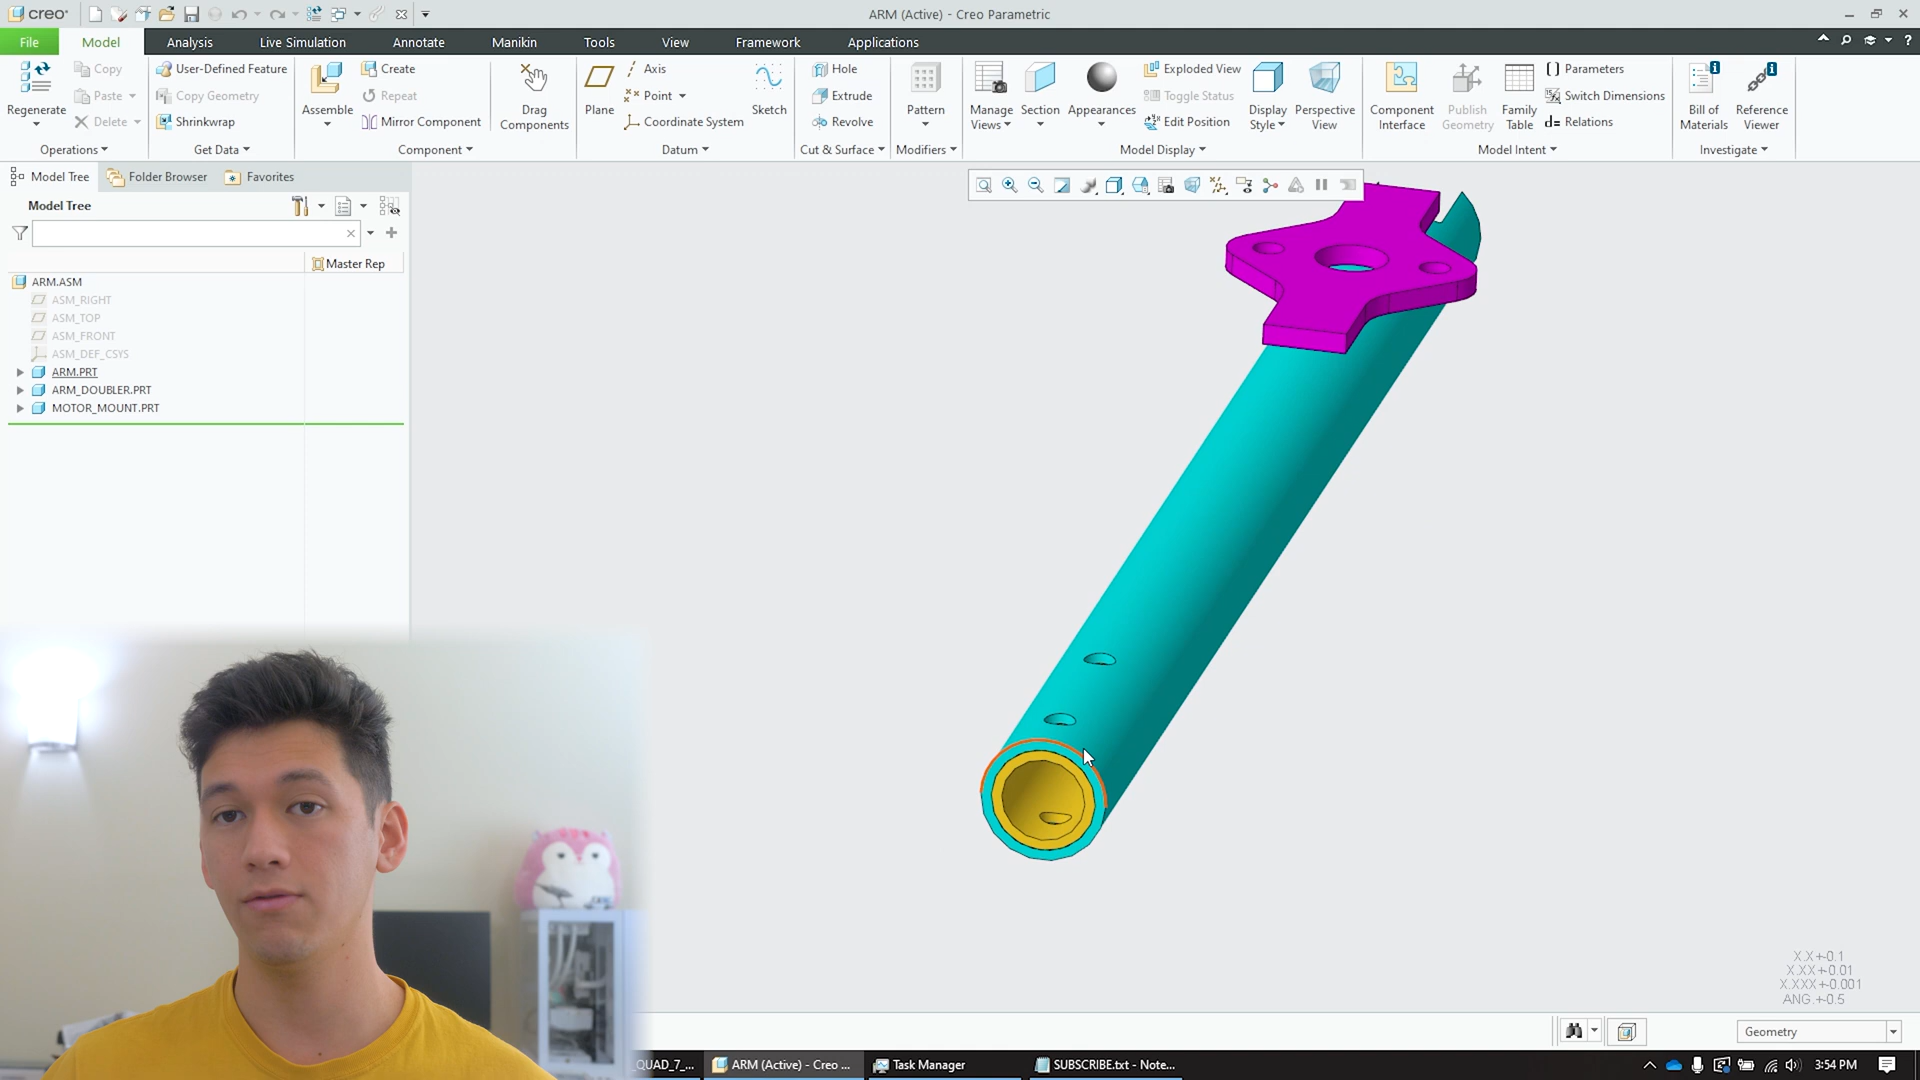 creo
ARM (Active) - Creo Parametric
File
Model
Analysis
Live Simulation
Annotate
Manikin
Tools
View
Framework
Applications
Regenerate
Copy
Paste
Delete
Operations
User-Defined Feature
Copy Geometry
Shrinkwrap
Get Data
Assemble
Create
Repeat
Mirror Component
Drag
Components
Component
Plane
Axis
Point
Coordinate System
Sketch
Datum
Hole
Extrude
Revolve
Cut & Surface
Pattern
Modifiers
Manage
Views
Section
Appearances
Exploded View
Toggle Status
Edit Position
Display
Style
Perspective
View
Model Display
Component
Interface
Publish
Geometry
Family
Table
Parameters
Switch Dimensions
d= Relations
Model Intent
Bill of
Materials
Reference
Viewer
Investigate
Model Tree
Folder Browser
Favorites
Model Tree
Master Rep
ARM.ASM
ASM_RIGHT
ASM_TOP
ASM_FRONT
ASM_DEF_CSYS
ARM.PRT
ARM_DOUBLER.PRT
MOTOR_MOUNT.PRT
X.X+-0.1
X.XX+-0.01
X.XXX+-0.001
ANG.+-0.5
Geometry
_QUAD_7_...
ARM (Active) - Creo ...
Task Manager
SUBSCRIBE.txt - Note...
3:54 PM